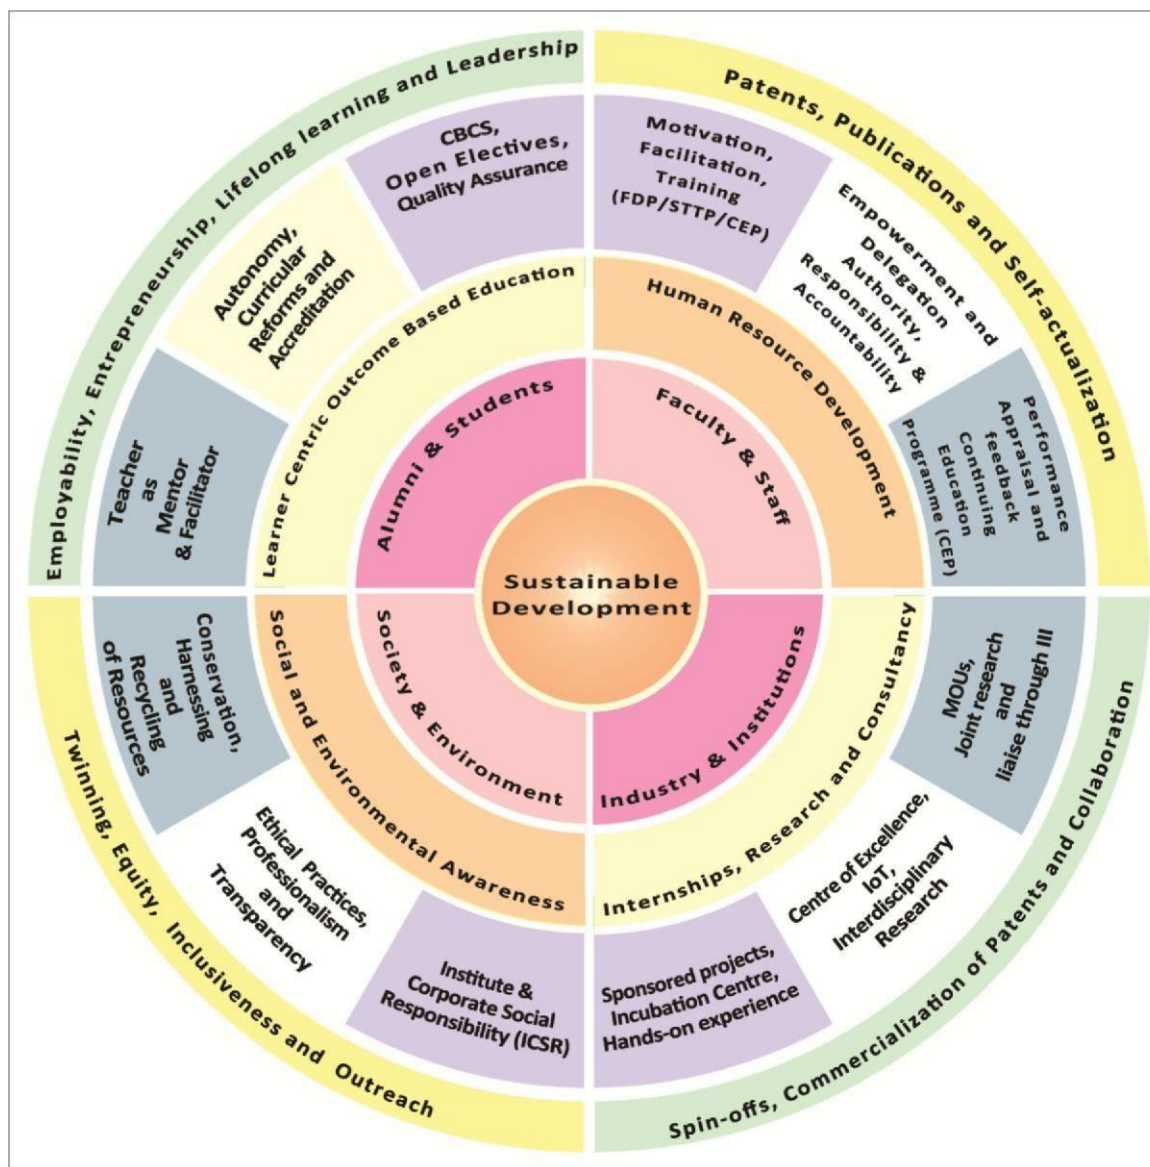 Employability, Entrepreneurship, Lifelong learning and Leadership
Patents, Publications and Self-actualization
CBCS,
Open Electives,
Quality Assurance
Autonomy,
Curricular
Reforms and
Accreditation
Teacher
as
Mentor
& Facilitator
Learner Centric Outcome Based Education
Alumni & Students
Motivation,
Facilitation,
Training
(FDP/STTP/CEP)
Empowerment and
Delegation
Authority,
Responsibility &
Accountability
Performance
Appraisal and
feedback
Continuing
Education
Programme (CEP)
Human Resource Development
Faculty & Staff
Sustainable
Development
Society & Environment
Social and Environmental Awareness
Conservation,
Harnessing
and
Recycling
of Resources
Ethical Practices,
Professionalism
and
Transparency
Institute &
Corporate Social
Responsibility (ICSR)
Twinning, Equity, Inclusiveness and Outreach
Industry & Institutions
Internships, Research and Consultancy
MOUs,
Joint research
and
liaise through III
Centre of Excellence,
IoT,
Interdisciplinary
Research
Sponsored projects,
Incubation Centre,
Hands-on experience
Spin-offs, Commercialization of Patents and Collaboration